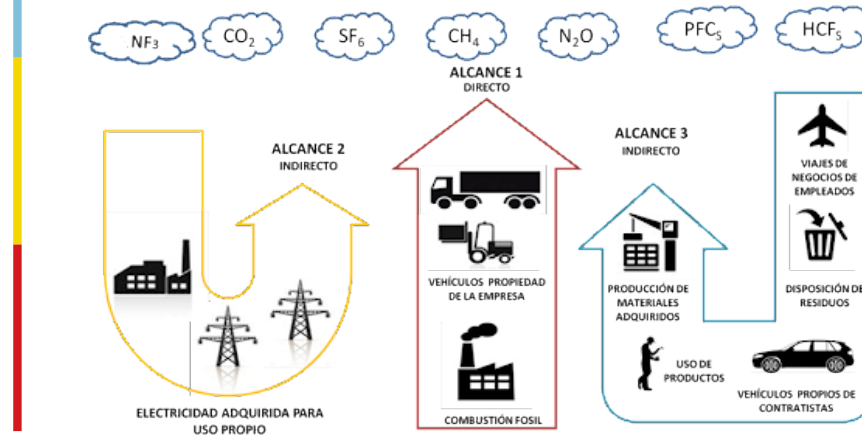 NF₃
CO₂
SF₆
CH₄
N₂O
PFC₅
HCF₅
ALCANCE 1
DIRECTO
ALCANCE 2
INDIRECTO
ALCANCE 3
INDIRECTO
VIAJES DE
NEGOCIOS DE
EMPLEADOS
VEHÍCULOS PROPIEDAD
DE LA EMPRESA
PRODUCCIÓN DE
MATERIALES
ADQUIRIDOS
DISPOSICIÓN DE
RESIDUOS
USO DE
PRODUCTOS
VEHÍCULOS PROPIOS DE
CONTRATISTAS
ELECTRICIDAD ADQUIRIDA PARA
USO PROPIO
COMBUSTIÓN FOSIL